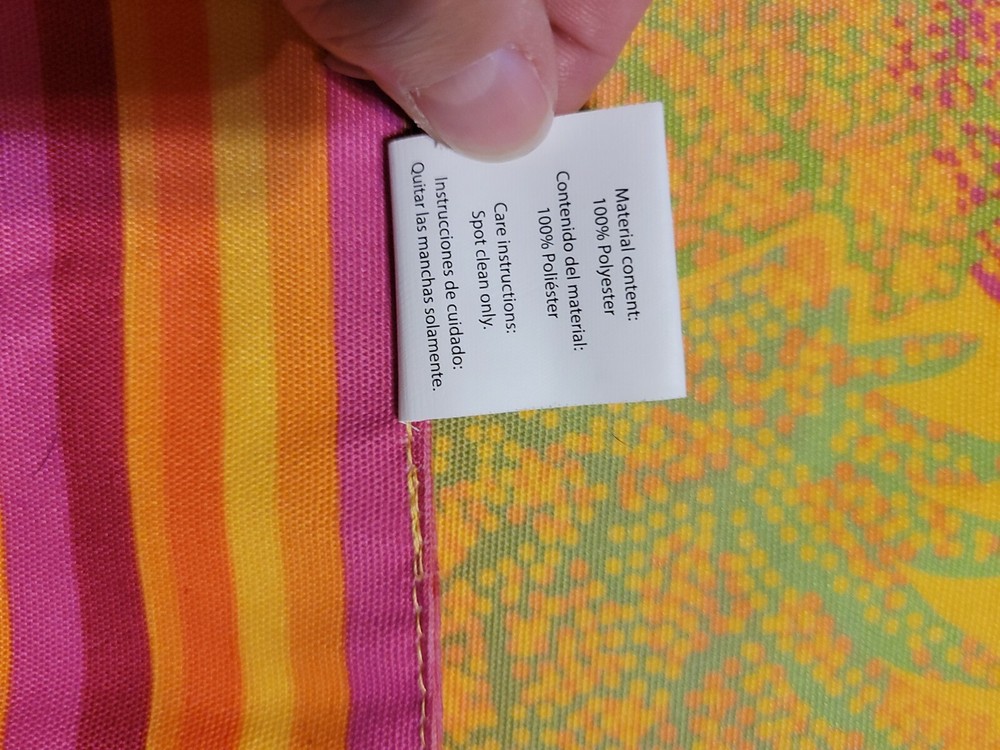 Material content:
100% Polyester
Contenido del material:
100% Poliéster
Care instructions:
Spot clean only.
Instrucciones de cuidado:
Quitar las manchas solamente.